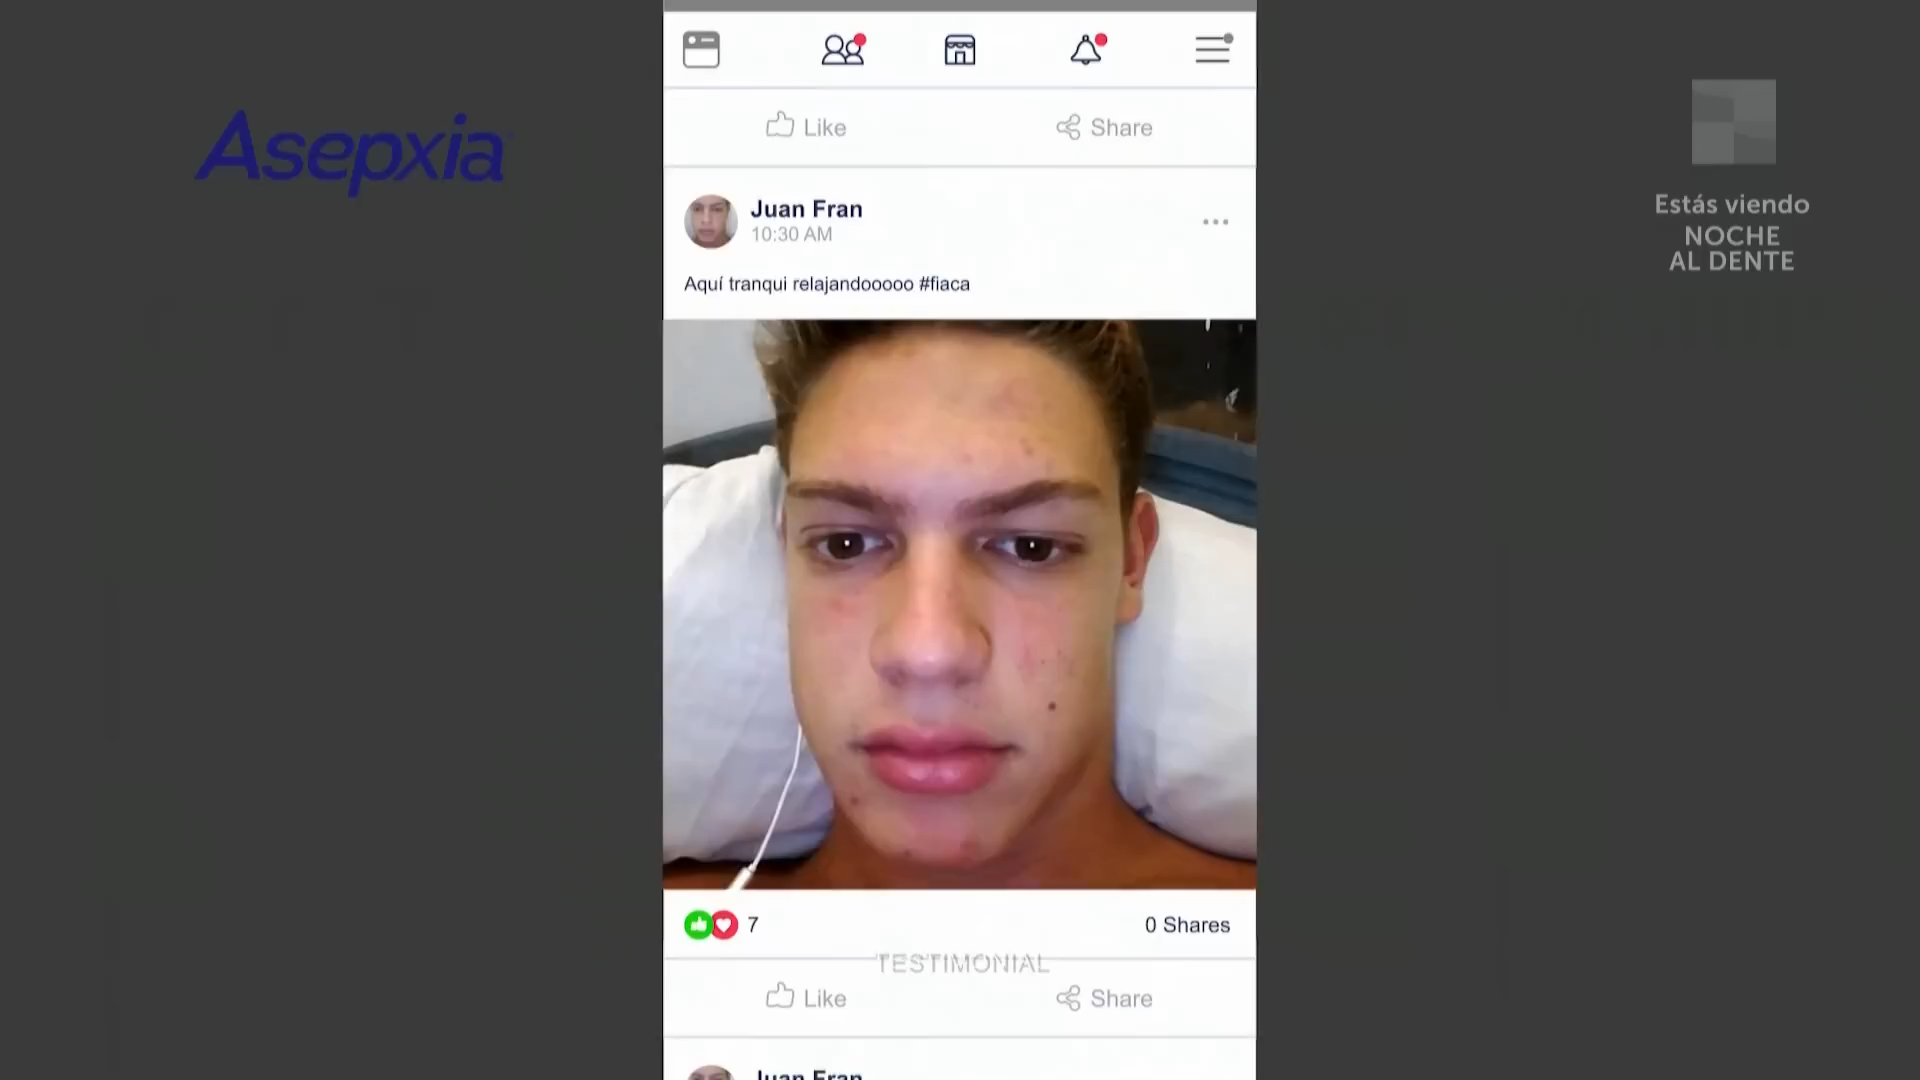 Asepxia
Estás viendo
NOCHE
AL DENTE
Like
Share
Juan Fran
10:30 AM
Aquí tranqui relajandooooo #fiaca
7
0 Shares
TESTIMONIAL
Like
Share
Juan Fran